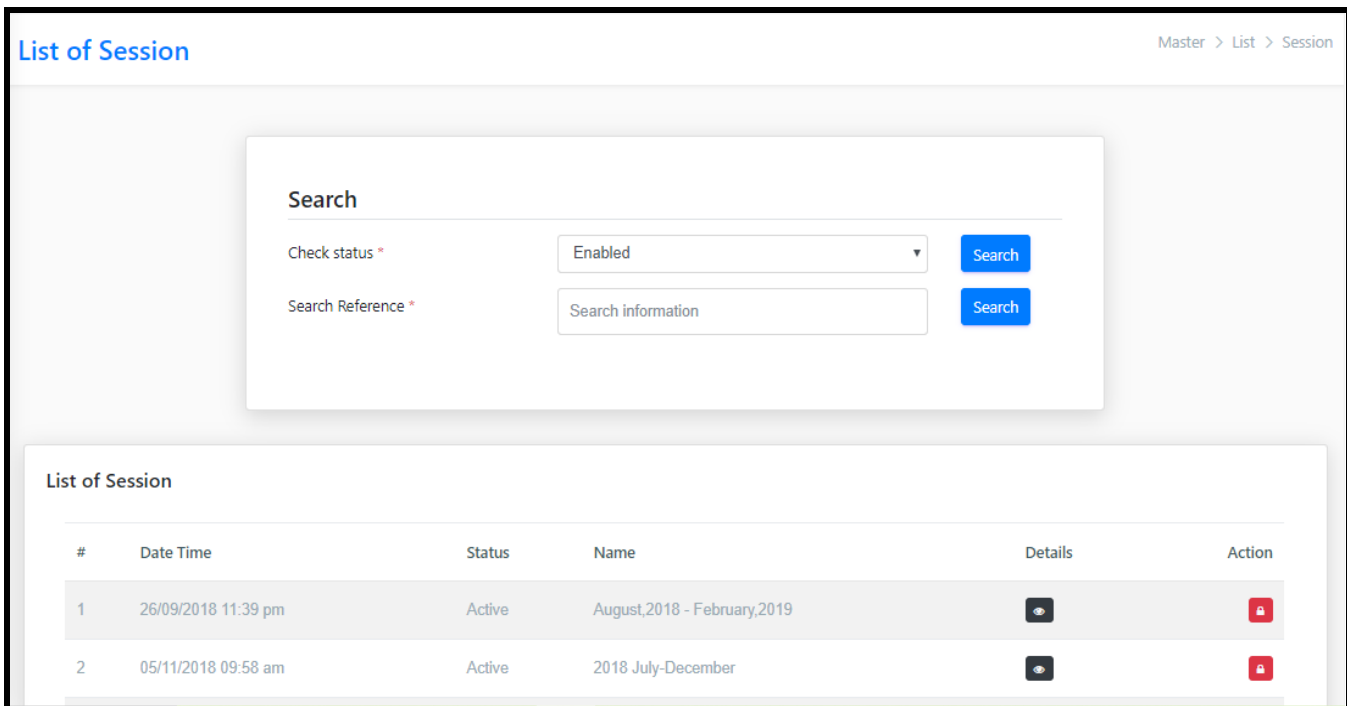 List of Session
Master > List > Session
Search
Check status * Enabled Search
Search Reference * Search information Search
List of Session
# Date Time Status Name Details Action
1 26/09/2018 11:39 pm Active August,2018 - February,2019
2 05/11/2018 09:58 am Active 2018 July-December